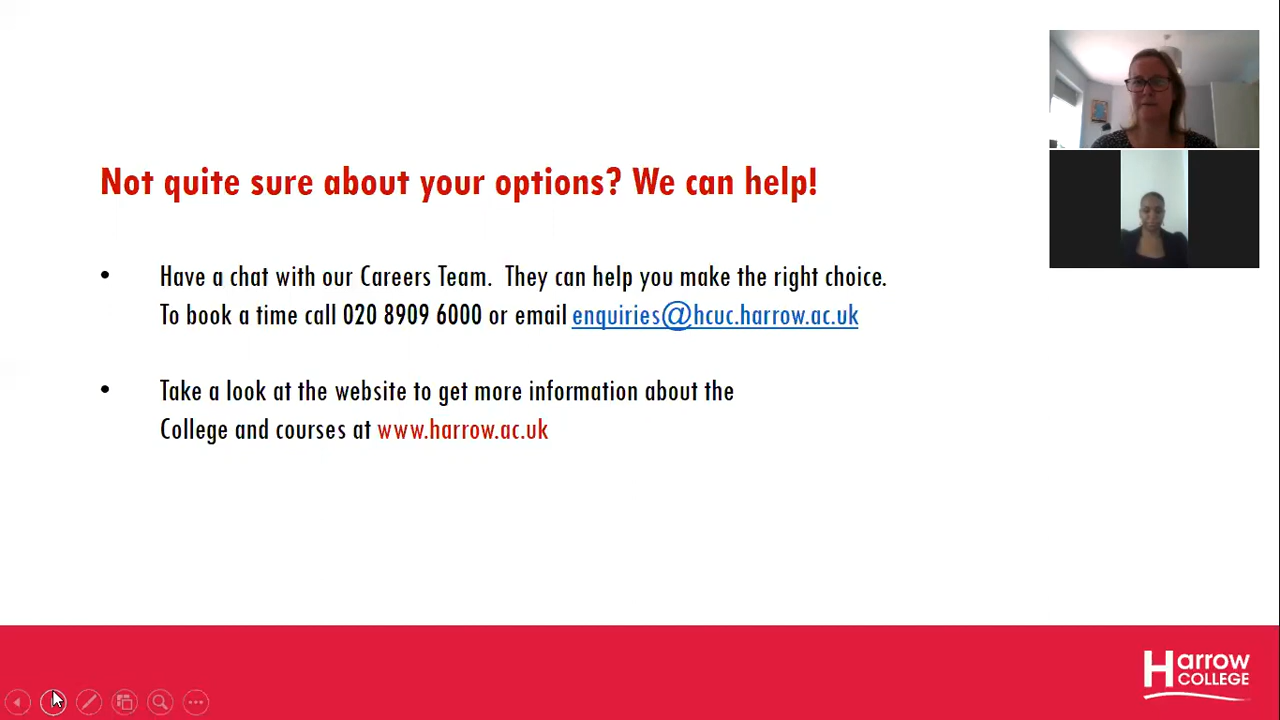 Not quite sure about your options? We can help!
• Have a chat with our Careers Team. They can help you make the right choice.
To book a time call 020 8909 6000 or email enquiries@hcuc.harrow.ac.uk
• Take a look at the website to get more information about the
College and courses at www.harrow.ac.uk
Harrow
COLLEGE